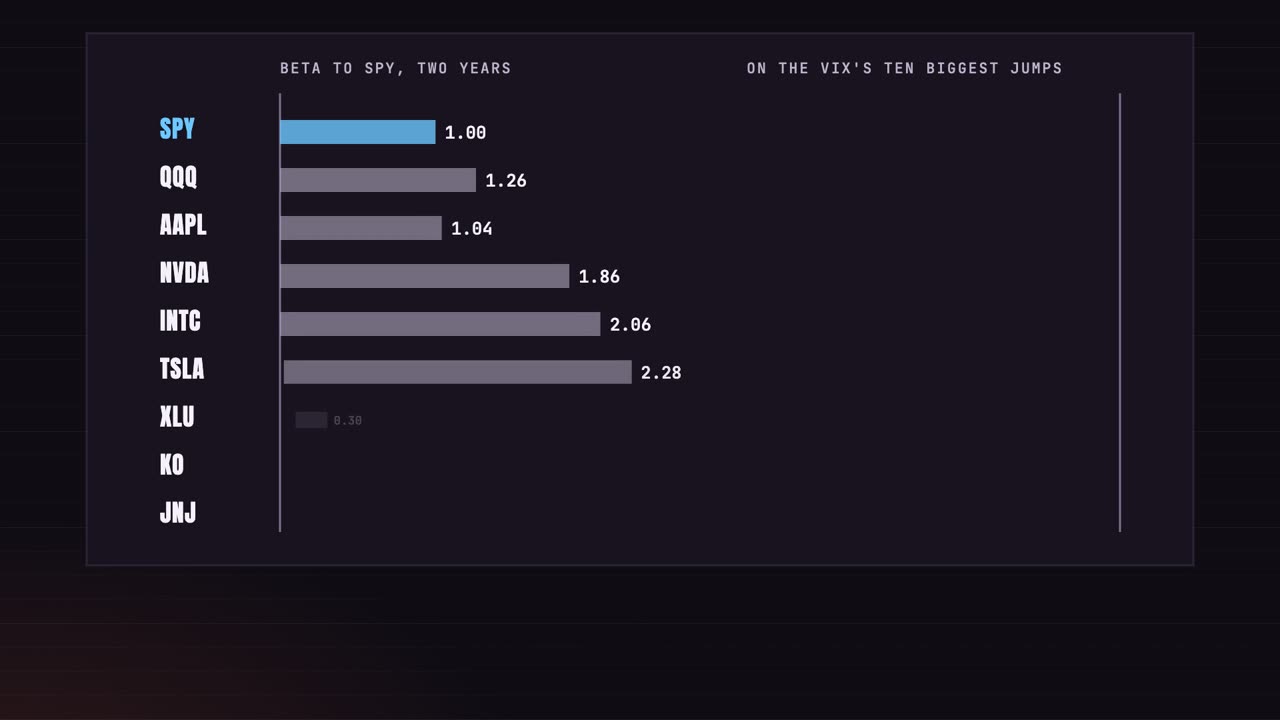 BETA TO SPY, TWO YEARS
ON THE VIX'S TEN BIGGEST JUMPS
SPY 1.00
QQQ 1.26
AAPL 1.04
NVDA 1.86
INTC 2.06
TSLA 2.28
XLU 0.30
KO
JNJ